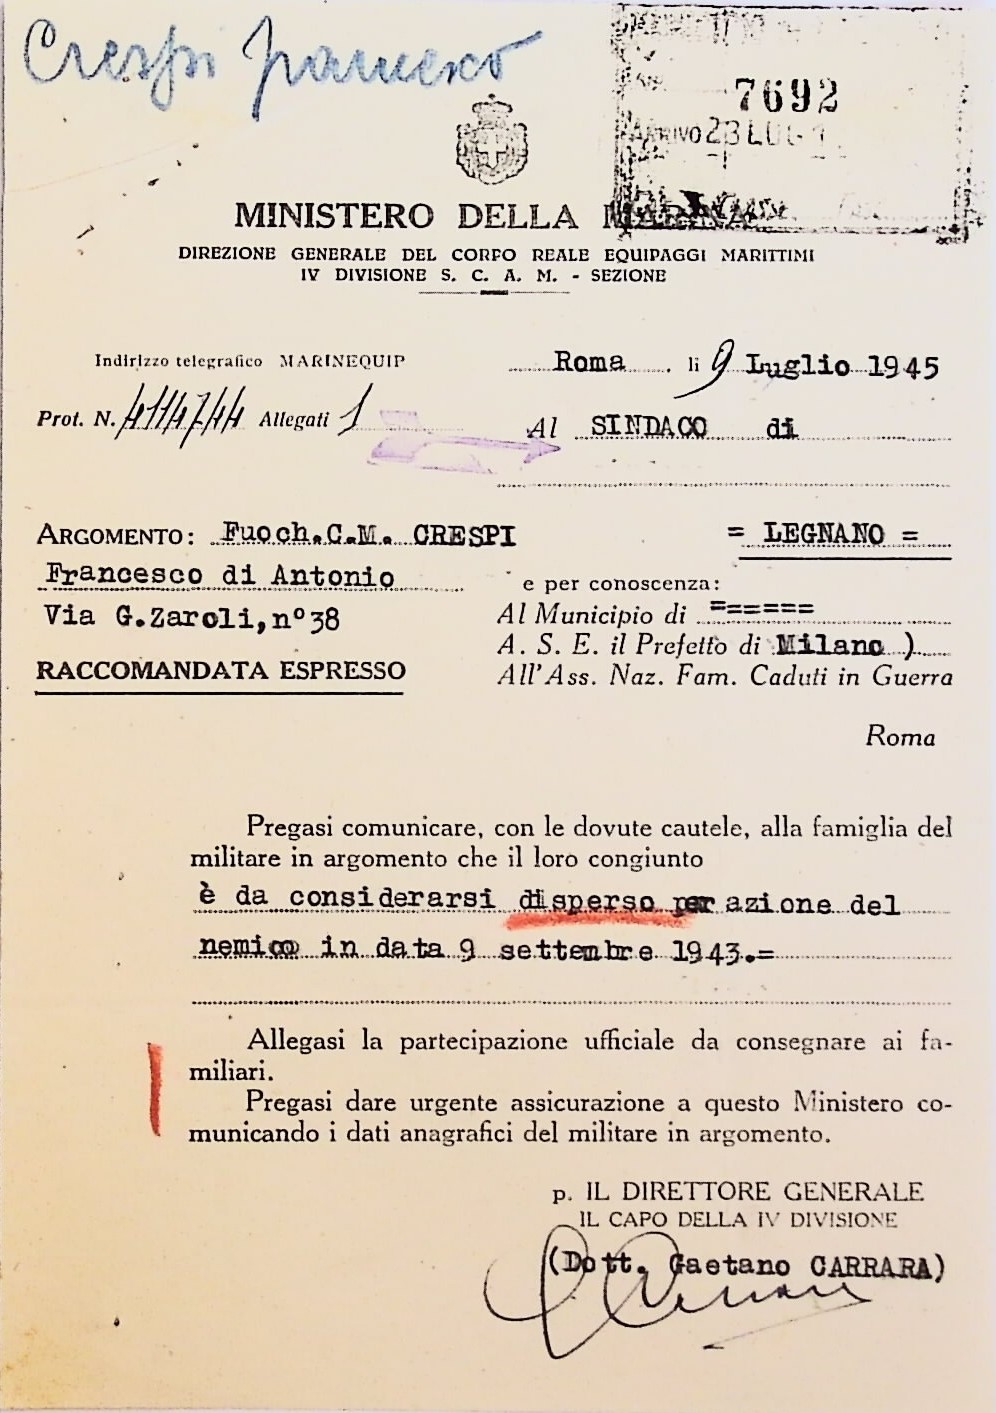 Crespi Francesco
7692
ARRIVO 23 LUG
MINISTERO DELLA MARINA
DIREZIONE GENERALE DEL CORPO REALE EQUIPAGGI MARITTIMI
IV DIVISIONE S. C. A. M. - SEZIONE
Indirizzo telegrafico MARINEQUIP
Roma li 9 Luglio 1945
Prot. N. Allegati 1
Al SINDACO di
ARGOMENTO: Fuoch.C.M. CRESPI
= LEGNANO =
Francesco di Antonio
e per conoscenza:
Via G.Zaroli,n°38
Al Municipio di ======
A. S. E. il Prefetto di Milano )
RACCOMANDATA ESPRESSO
All'Ass. Naz. Fam. Caduti in Guerra
Roma
Pregasi comunicare, con le dovute cautele, alla famiglia del
militare in argomento che il loro congiunto
è da considerarsi disperso per azione del
nemico in data 9 settembre 1943.=
Allegasi la partecipazione ufficiale da consegnare ai fa-
miliari.
Pregasi dare urgente assicurazione a questo Ministero co-
municando i dati anagrafici del militare in argomento.
p. IL DIRETTORE GENERALE
IL CAPO DELLA IV DIVISIONE
(Dott. Gaetano CARRARA)